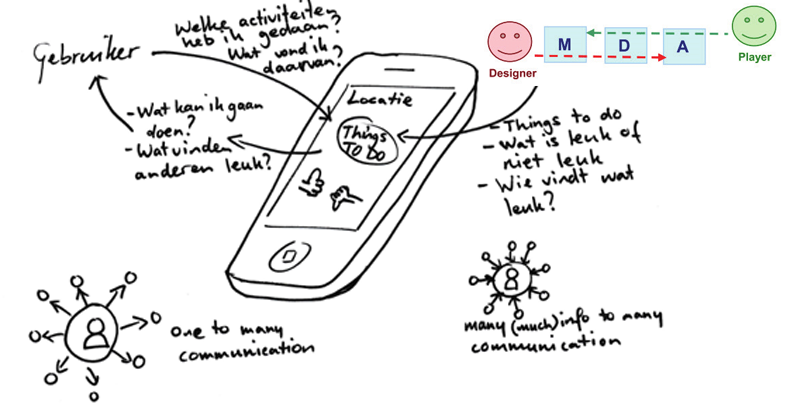 Gebruiker
Welke activiteiten
heb ik gedaan?
Wat vond ik
daarvan?
M
D
A
Designer
Player
Locatie
Things
TO DO
- Wat kan ik gaan
doen?
- Wat vinden
anderen leuk?
- Things to do
- Wat is leuk of
niet leuk
- Wie vindt wat
leuk?
one to many
communication
many (much) info to many
communication